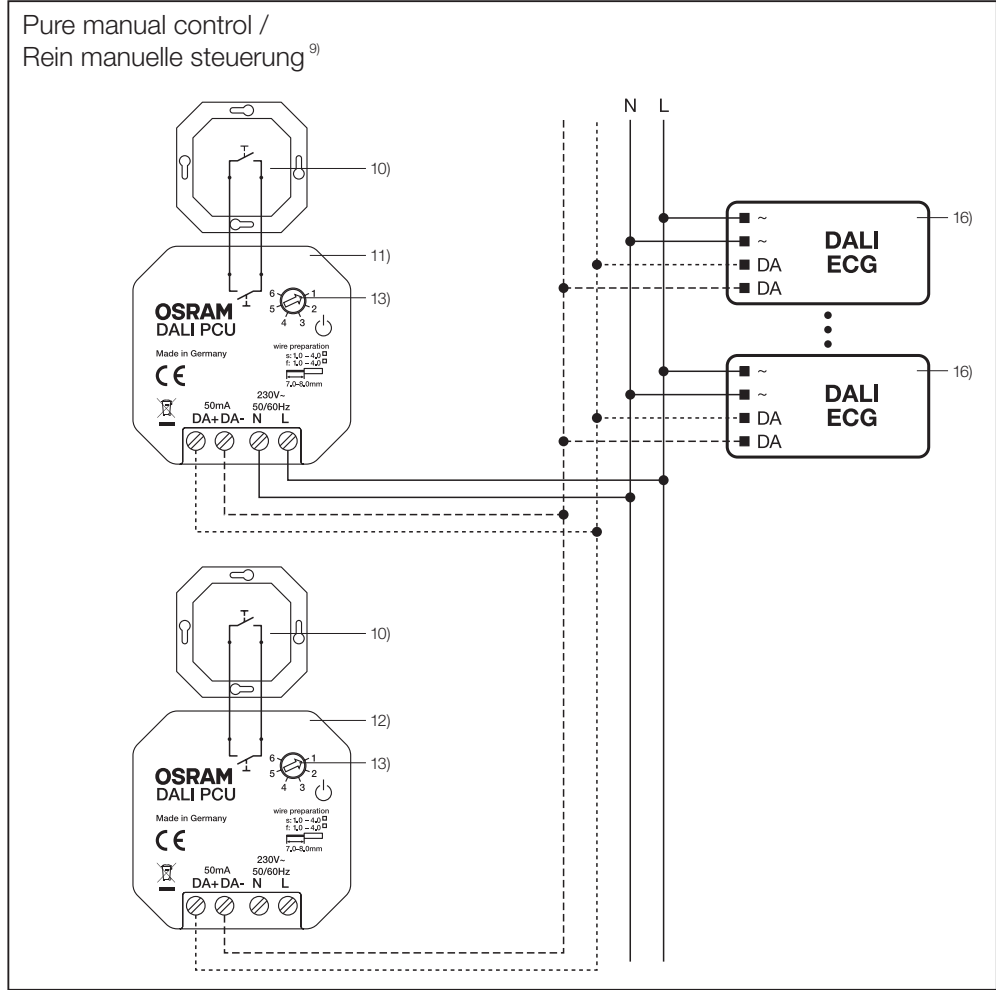 Pure manual control /
Rein manuelle steuerung 9)
N L
10)
11)
13)
6 1
5 2
4 3
OSRAM
DALI PCU
Made in Germany
wire preparation
s: 1.0 – 4.0
f: 1.0 – 4.0
7.0–8.0mm
CE
50mA
230V~
50/60Hz
DA+ DA- N L
~
~
DA
DA
DALI
ECG
16)
~
~
DA
DA
DALI
ECG
16)
10)
12)
13)
6 1
5 2
4 3
OSRAM
DALI PCU
Made in Germany
wire preparation
s: 1.0 – 4.0
f: 1.0 – 4.0
7.0–8.0mm
CE
50mA
230V~
50/60Hz
DA+ DA- N L